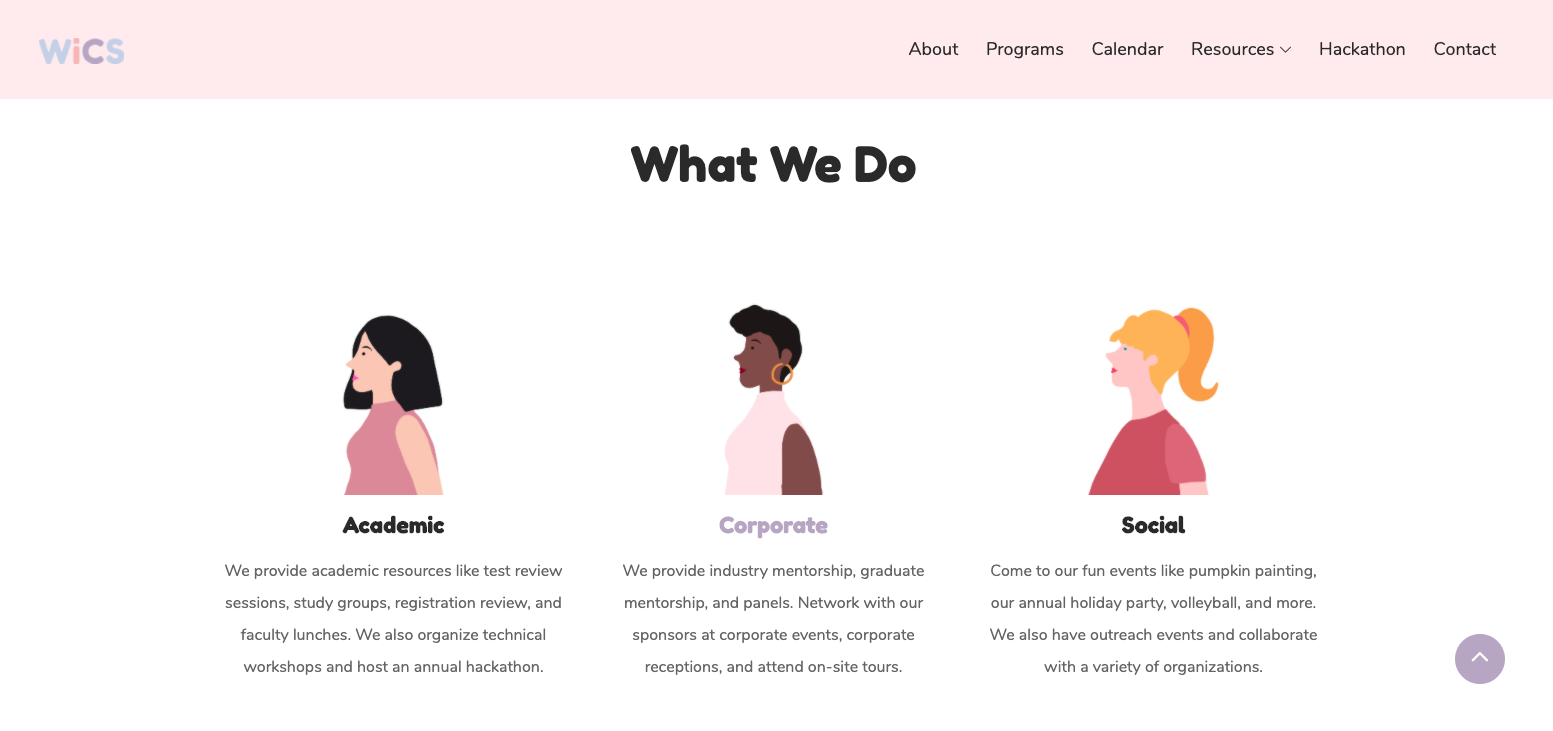 WiCS
About Programs Calendar Resources Hackathon Contact
What We Do
Academic
We provide academic resources like test review
sessions, study groups, registration review, and
faculty lunches. We also organize technical
workshops and host an annual hackathon.
Corporate
We provide industry mentorship, graduate
mentorship, and panels. Network with our
sponsors at corporate events, corporate
receptions, and attend on-site tours.
Social
Come to our fun events like pumpkin painting,
our annual holiday party, volleyball, and more.
We also have outreach events and collaborate
with a variety of organizations.